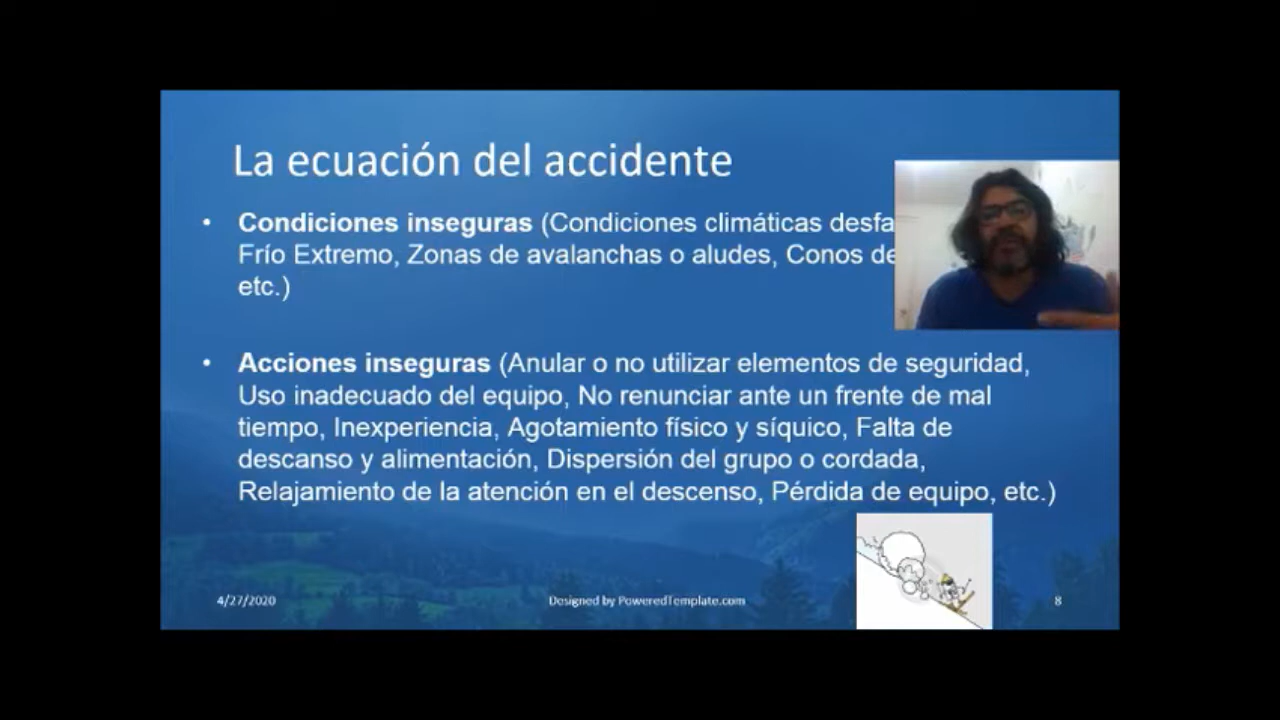 La ecuación del accidente
• Condiciones inseguras (Condiciones climáticas desfa
Frío Extremo, Zonas de avalanchas o aludes, Conos de
etc.)
• Acciones inseguras (Anular o no utilizar elementos de seguridad,
Uso inadecuado del equipo, No renunciar ante un frente de mal
tiempo, Inexperiencia, Agotamiento físico y síquico, Falta de
descanso y alimentación, Dispersión del grupo o cordada,
Relajamiento de la atención en el descenso, Pérdida de equipo, etc.)
4/27/2020
Designed by PoweredTemplate.com
8